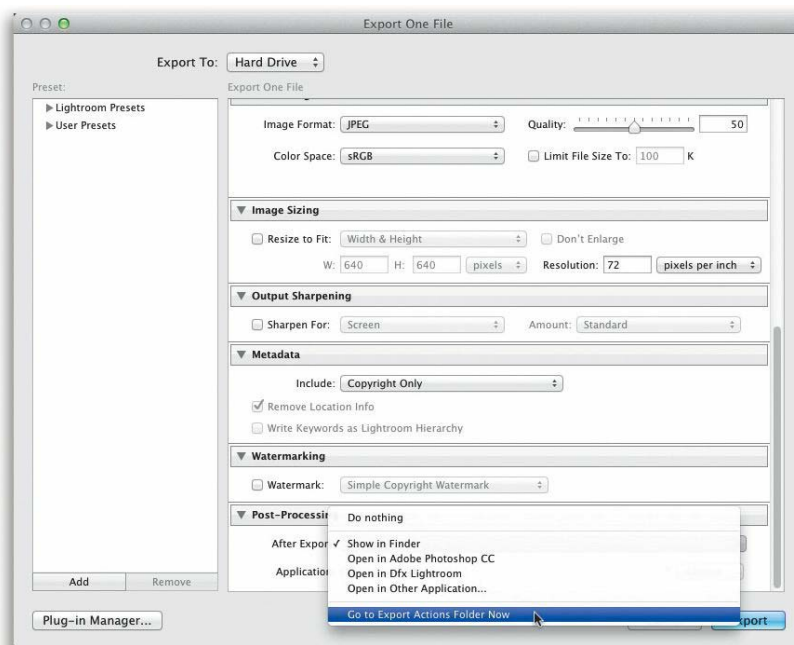 Export One File
Export To: Hard Drive
Preset:
Export One File
Lightroom Presets
User Presets
Image Format: JPEG Quality: 50
Color Space: sRGB Limit File Size To: 100 K
Image Sizing
Resize to Fit: Width & Height Don't Enlarge
W: 640 H: 640 pixels Resolution: 72 pixels per inch
Output Sharpening
Sharpen For: Screen Amount: Standard
Metadata
Include: Copyright Only
Remove Location Info
Write Keywords as Lightroom Hierarchy
Watermarking
Watermark: Simple Copyright Watermark
Post-Processin
After Expor
Application
Do nothing
✓ Show in Finder
Open in Adobe Photoshop CC
Open in Dfx Lightroom
Open in Other Application...
Go to Export Actions Folder Now
Add Remove
Plug-in Manager...
xport